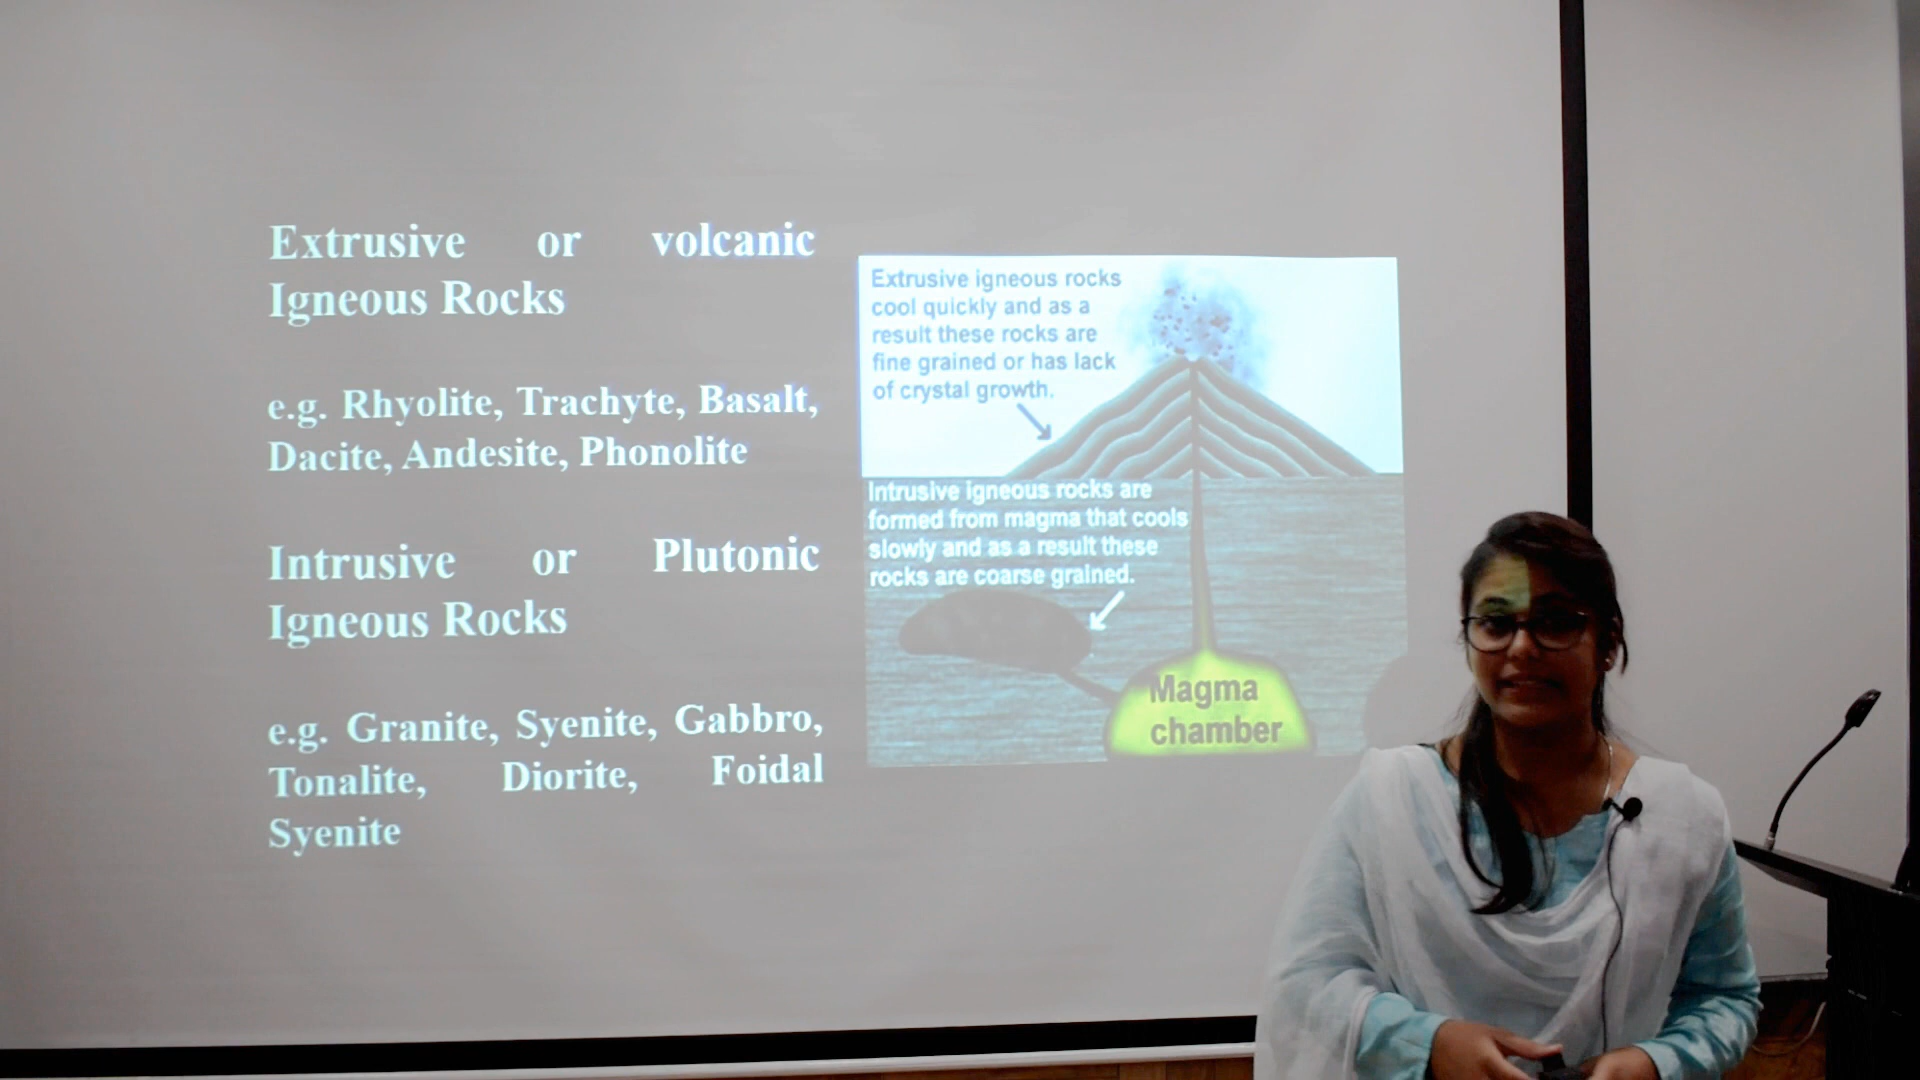 Extrusive or volcanic
Igneous Rocks
e.g. Rhyolite, Trachyte, Basalt,
Dacite, Andesite, Phonolite
Intrusive or Plutonic
Igneous Rocks
e.g. Granite, Syenite, Gabbro,
Tonalite, Diorite, Foidal
Syenite
Extrusive igneous rocks
cool quickly and as a
result these rocks are
fine grained or has lack
of crystal growth.
Intrusive igneous rocks are
formed from magma that cools
slowly and as a result these
rocks are coarse grained.
Magma
chamber